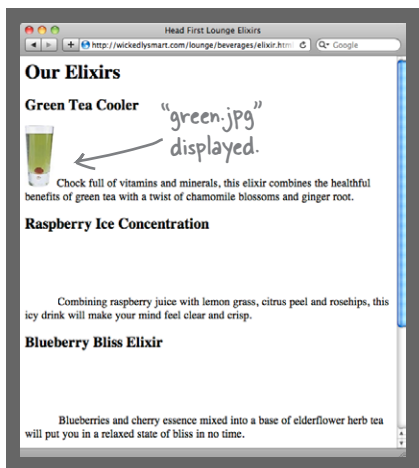 Head First Lounge Elixirs
http://wickedlysmart.com/lounge/beverages/elixir.html
Google
Our Elixirs
Green Tea Cooler
“green.jpg”
displayed.
Chock full of vitamins and minerals, this elixir combines the healthful
benefits of green tea with a twist of chamomile blossoms and ginger root.
Raspberry Ice Concentration
Combining raspberry juice with lemon grass, citrus peel and rosehips, this
icy drink will make your mind feel clear and crisp.
Blueberry Bliss Elixir
Blueberries and cherry essence mixed into a base of elderflower herb tea
will put you in a relaxed state of bliss in no time.